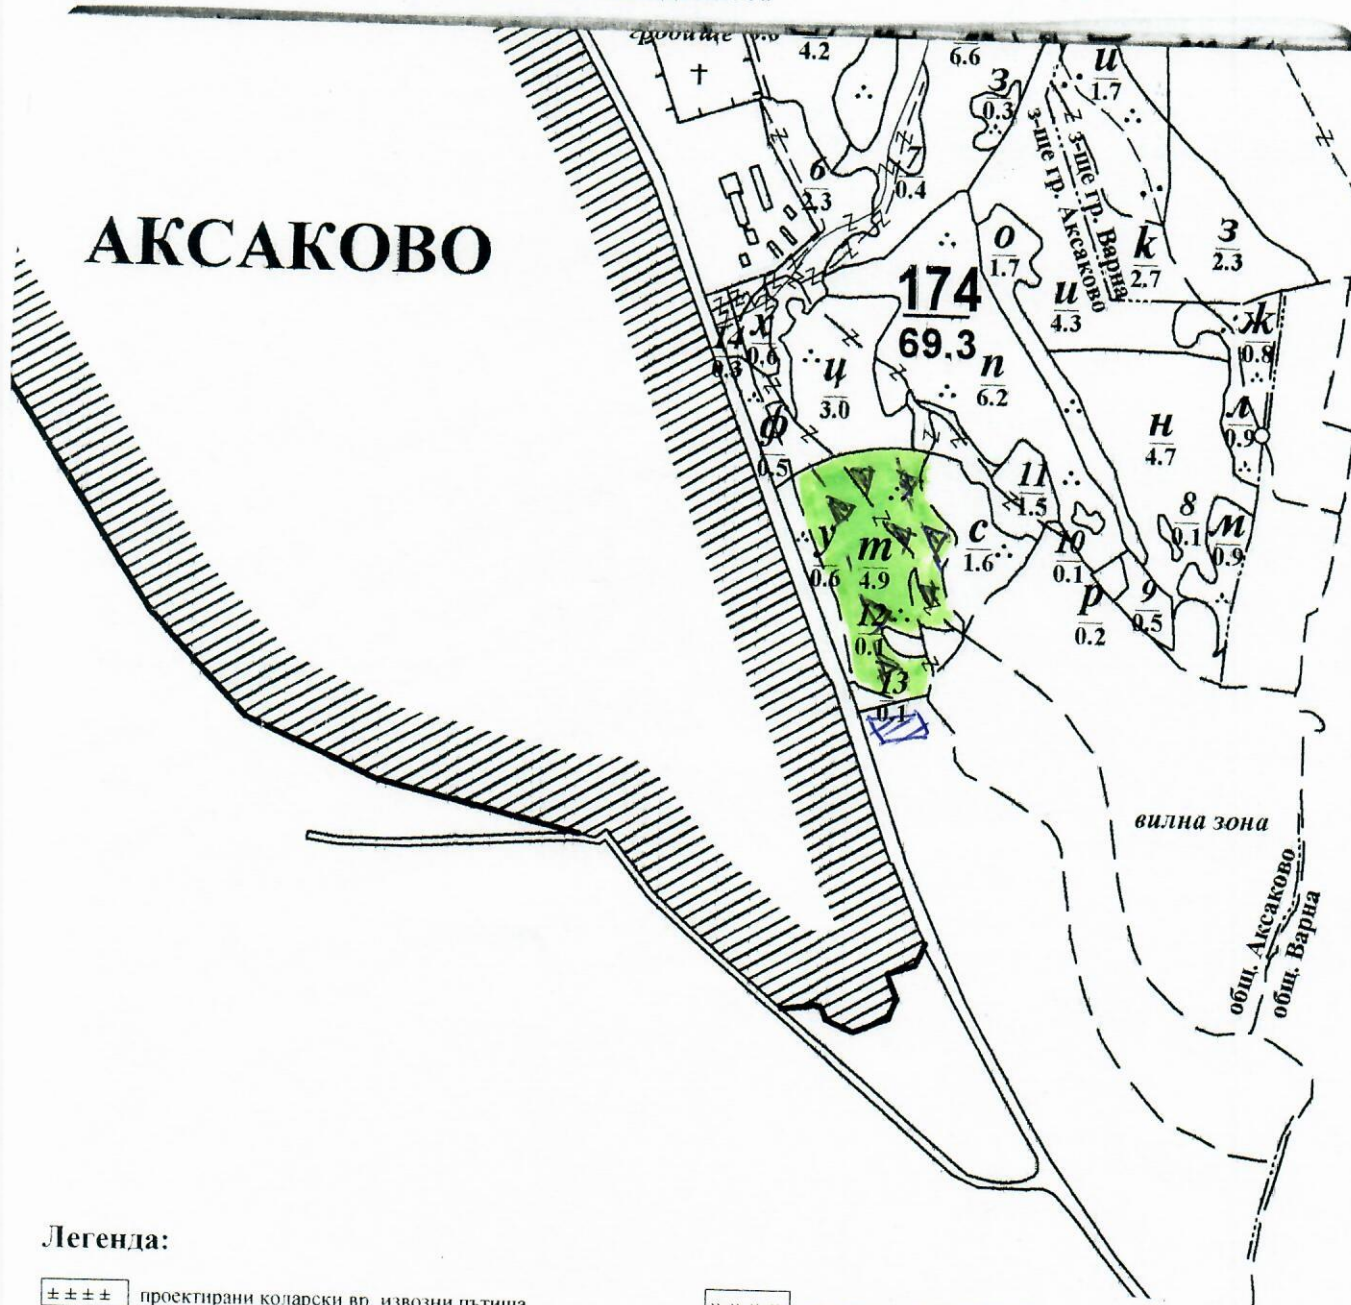 гробище
4.2
6.6
з
0.3
и
1.7
з-ще гр. Аксаково
з-ще гр. Варна
б
2.3
7
0.4
АКСАКОВО
о
1.7
к
2.7
з
2.3
174
69.3
и
4.3
х
0.6
14
0.3
ж
0.8
ц
3.0
п
6.2
л
0.9
н
4.7
ф
0.5
11
1.5
8
0.1
м
0.9
у
0.6
т
4.9
с
1.6
10
0.1
р
0.2
9
0.5
12
0.1
13
0.1
вилна зона
общ. Аксаково
общ. Варна
Легенда:
± ± ± ± проектирани коларски вр. извозни пътища